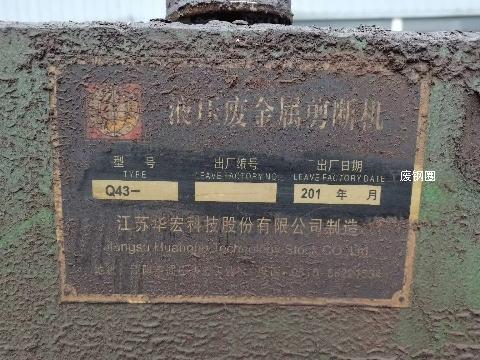 液压废金属剪断机
型号 出厂编号 出厂日期
TYPE LEAVE FACTORY NO. LEAVE FACTORY DATE
废钢圈
Q43— 201 年 月
江苏华宏科技股份有限公司制造
Jiangsu Huahong Technology Stock CO.,Ltd.